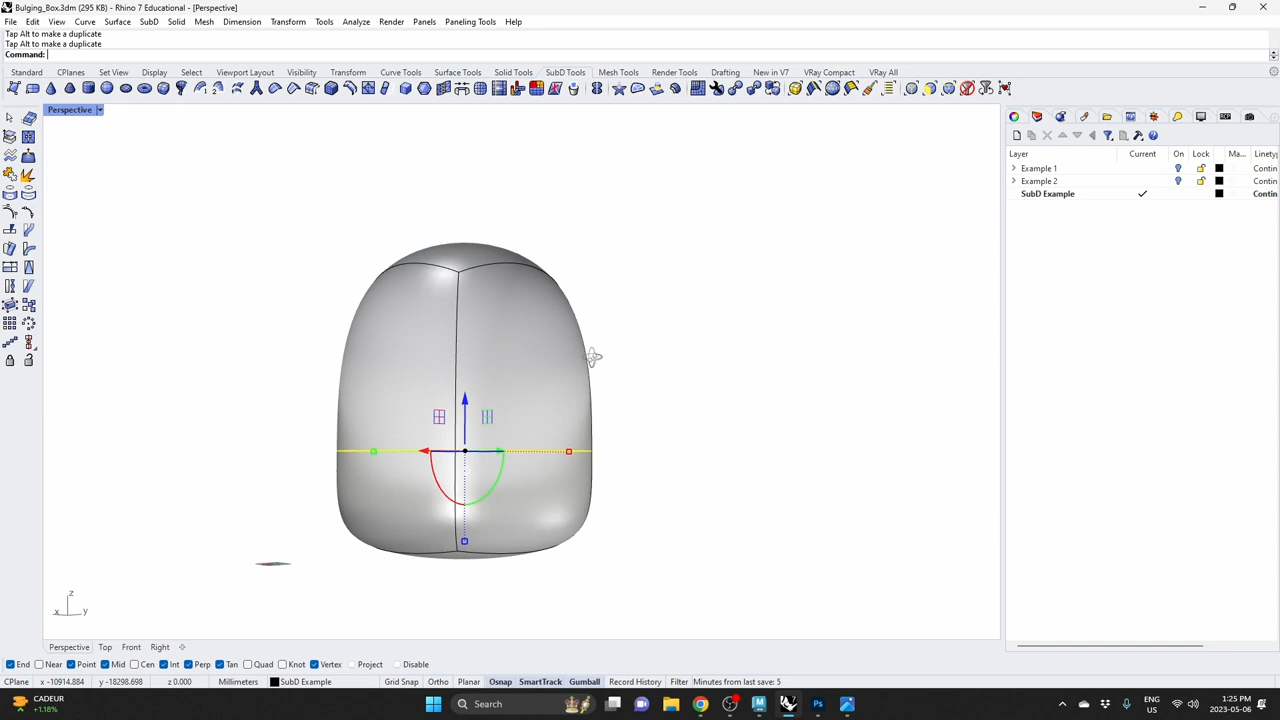 Bulging_Box.3dm (295 KB) - Rhino 7 Educational - [Perspective]
File Edit View Curve Surface SubD Solid Mesh Dimension Transform Tools Analyze Render Panels Paneling Tools Help
Tap Alt to make a duplicate
Tap Alt to make a duplicate
Command:
Standard CPlanes Set View Display Select Viewport Layout Visibility Transform Curve Tools Surface Tools Solid Tools SubD Tools Mesh Tools Render Tools Drafting New in V7 VRay Compact VRay All
Perspective
Layer Current On Lock Ma... Linety
Example 1 Contin
Example 2 Contin
SubD Example Contin
z
x y
Perspective Top Front Right
End Near Point Mid Cen Int Perp Tan Quad Knot Vertex Project Disable
CPlane x -10914.884 y -18298.698 z 0.000 Millimeters SubD Example Grid Snap Ortho Planar Osnap SmartTrack Gumball Record History Filter Minutes from last save: 5
CADEUR
+1.18%
Search
ENG
US
1:25 PM
2023-05-06